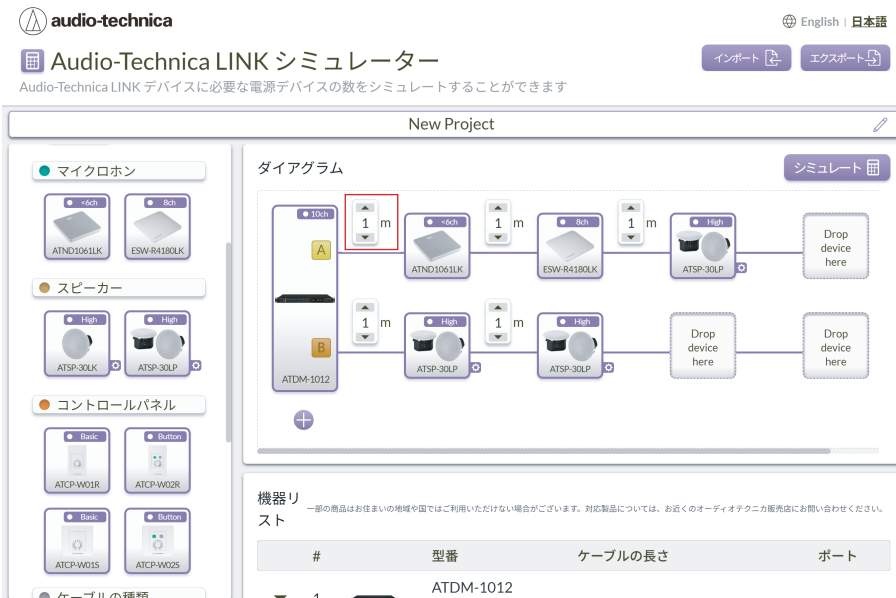 audio-technica
English | 日本語
Audio-Technica LINK シミュレーター
インポート
エクスポート
Audio-Technica LINK デバイスに必要な電源デバイスの数をシミュレートすることができます
New Project
マイクロホン
<6ch
ATND1061LK
8ch
ESW-R4180LK
スピーカー
High
ATSP-30LK
High
ATSP-30LP
コントロールパネル
Basic
ATCP-W01R
Button
ATCP-W02R
Basic
ATCP-W01S
Button
ATCP-W02S
ケーブルの種類
ダイアグラム
シミュレート
10ch
A
B
ATDM-1012
1 m
<6ch
ATND1061LK
1 m
8ch
ESW-R4180LK
1 m
High
ATSP-30LP
Drop
device
here
1 m
High
ATSP-30LP
1 m
High
ATSP-30LP
Drop
device
here
Drop
device
here
機器リ
スト
一部の商品はお住まいの地域や国ではご利用いただけない場合がございます。対応製品については、お近くのオーディオテクニカ販売店にお問い合わせください。
# 型番 ケーブルの長さ ポート
1 ATDM-1012